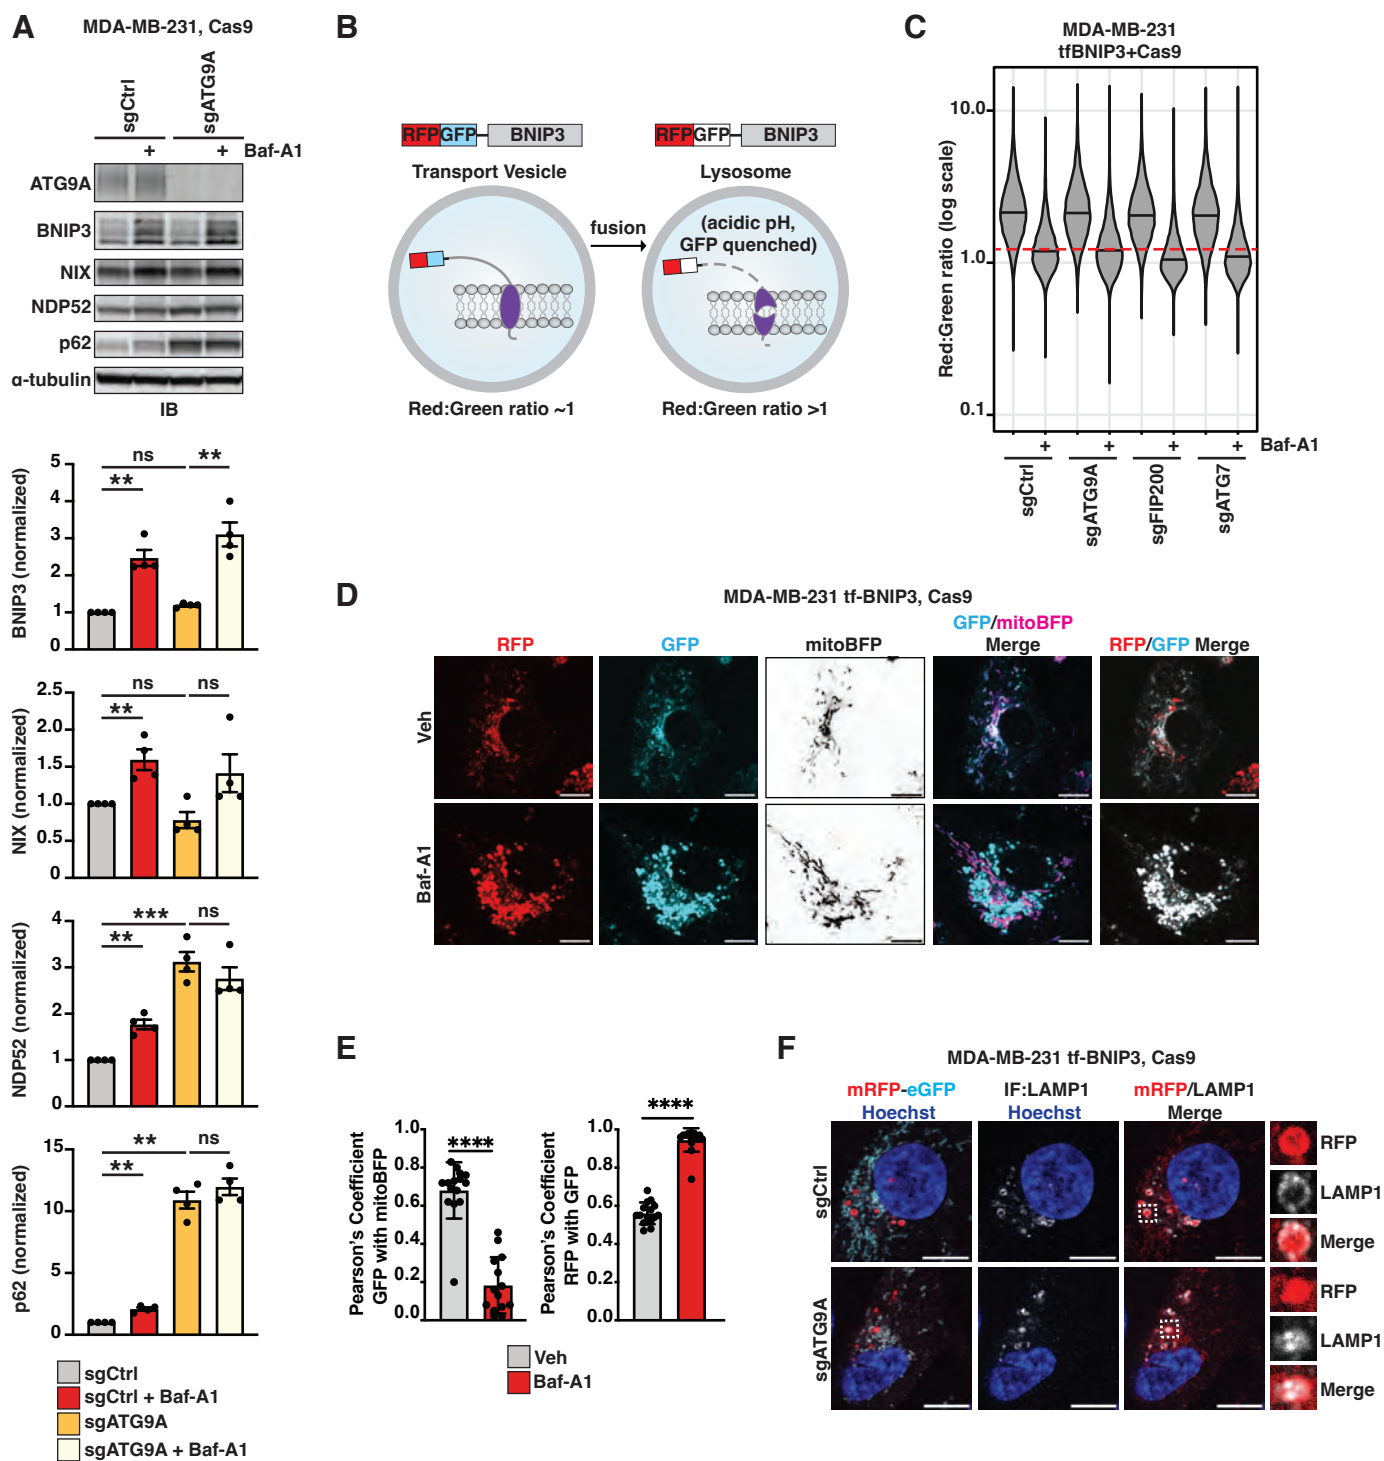 A
MDA-MB-231, Cas9
sgCtrl
sgATG9A
+ + Baf-A1
ATG9A
BNIP3
NIX
NDP52
p62
α-tubulin
IB
BNIP3 (normalized)
5
4
3
2
1
0
ns
**
**
NIX (normalized)
2.5
2.0
1.5
1.0
0.5
0
ns
ns
**
NDP52 (normalized)
4
3
2
1
0
***
ns
**
p62 (normalized)
15
10
5
0
**
ns
**
sgCtrl
sgCtrl + Baf-A1
sgATG9A
sgATG9A + Baf-A1
B
RFP GFP BNIP3
RFP GFP BNIP3
Transport Vesicle
Lysosome
fusion
(acidic pH,
GFP quenched)
Red:Green ratio ~1
Red:Green ratio >1
C
MDA-MB-231
tfBNIP3+Cas9
Red:Green ratio (log scale)
10.0
1.0
0.1
+ + + + Baf-A1
sgCtrl
sgATG9A
sgFIP200
sgATG7
D
MDA-MB-231 tf-BNIP3, Cas9
RFP
GFP
mitoBFP
GFP/mitoBFP
Merge
RFP/GFP Merge
Veh
Baf-A1
E
Pearson's Coefficient
GFP with mitoBFP
1.0
0.8
0.6
0.4
0.2
0.0
****
Pearson's Coefficient
RFP with GFP
1.0
0.8
0.6
0.4
0.2
0.0
****
Veh
Baf-A1
F
MDA-MB-231 tf-BNIP3, Cas9
mRFP-eGFP
Hoechst
IF:LAMP1
Hoechst
mRFP/LAMP1
Merge
sgCtrl
RFP
LAMP1
Merge
sgATG9A
RFP
LAMP1
Merge